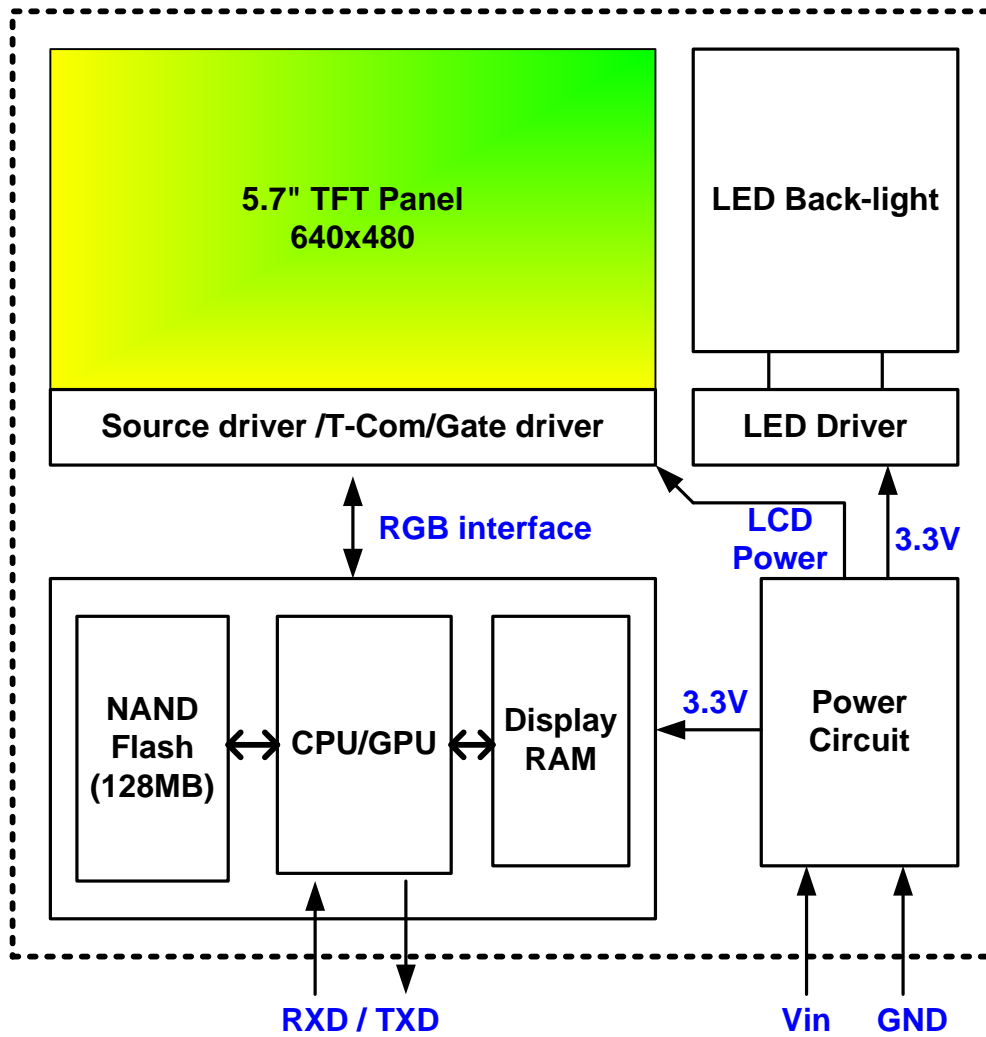 5.7" TFT Panel
640x480
LED Back-light
Source driver /T-Com/Gate driver
LED Driver
RGB interface
LCD
Power
3.3V
NAND
Flash
(128MB)
CPU/GPU
Display
RAM
3.3V
Power
Circuit
RXD / TXD
Vin
GND